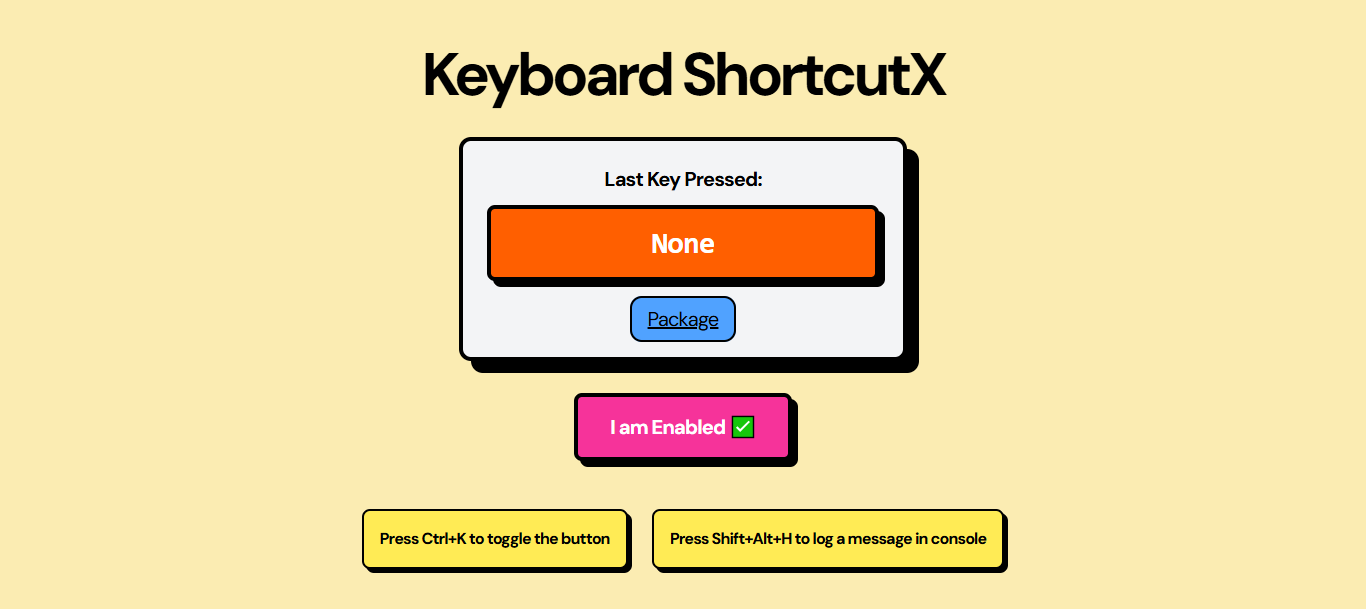 Keyboard ShortcutX
Last Key Pressed:
None
Package
I am Enabled ✅
Press Ctrl+K to toggle the button
Press Shift+Alt+H to log a message in console